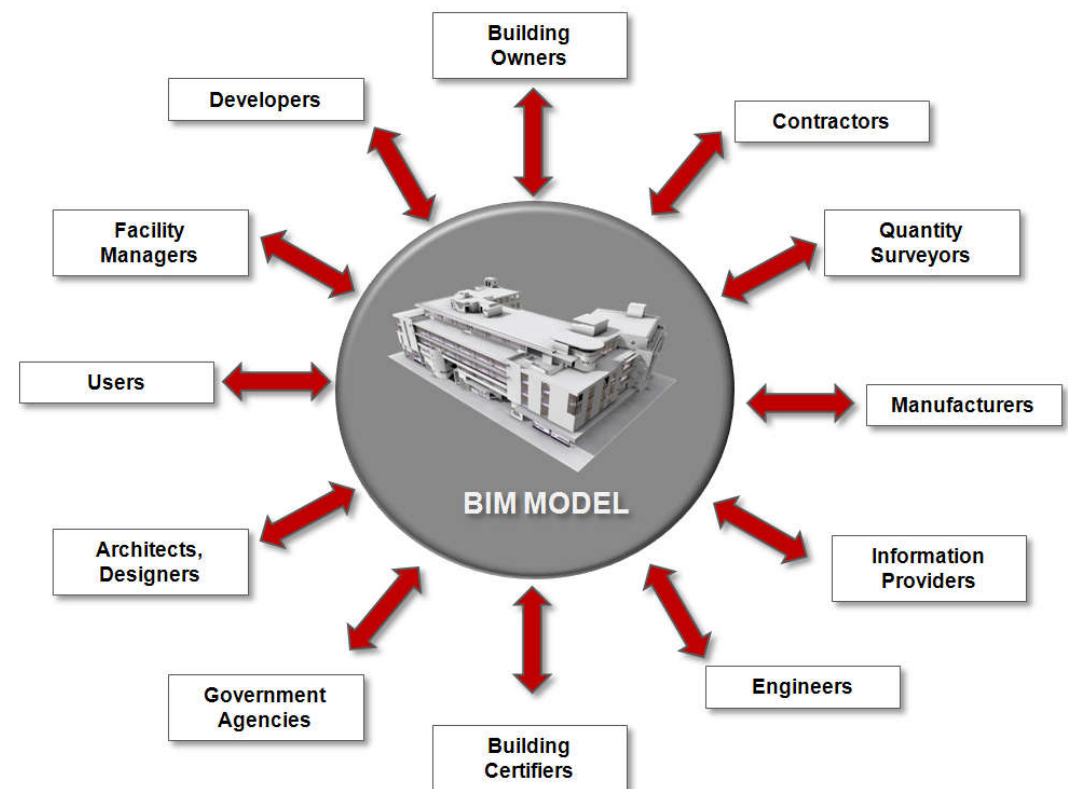 Building
Owners
Developers
Contractors
Facility
Managers
Quantity
Surveyors
Users
Manufacturers
BIM MODEL
Architects,
Designers
Information
Providers
Government
Agencies
Engineers
Building
Certifiers